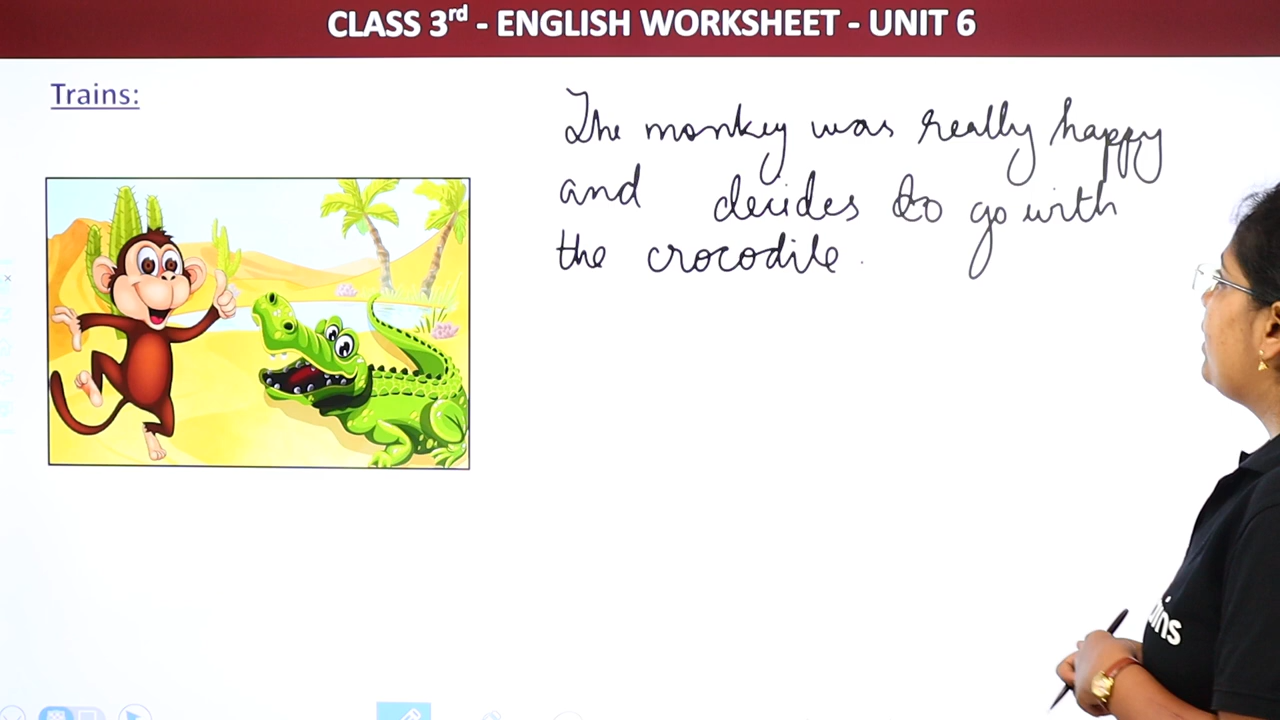 CLASS 3rd - ENGLISH WORKSHEET - UNIT 6
Trains:
The monkey was really happy
and decides to go with
the crocodile.